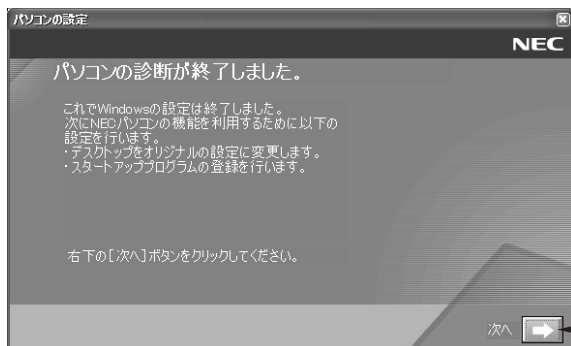 パソコンの設定
NEC
パソコンの診断が終了しました。
これでWindowsの設定は終了しました。
次にNECパソコンの機能を利用するために以下の
設定を行います。
・デスクトップをオリジナルの設定に変更します。
・スタートアッププログラムの登録を行います。
右下の[次へ]ボタンをクリックしてください。
次へ